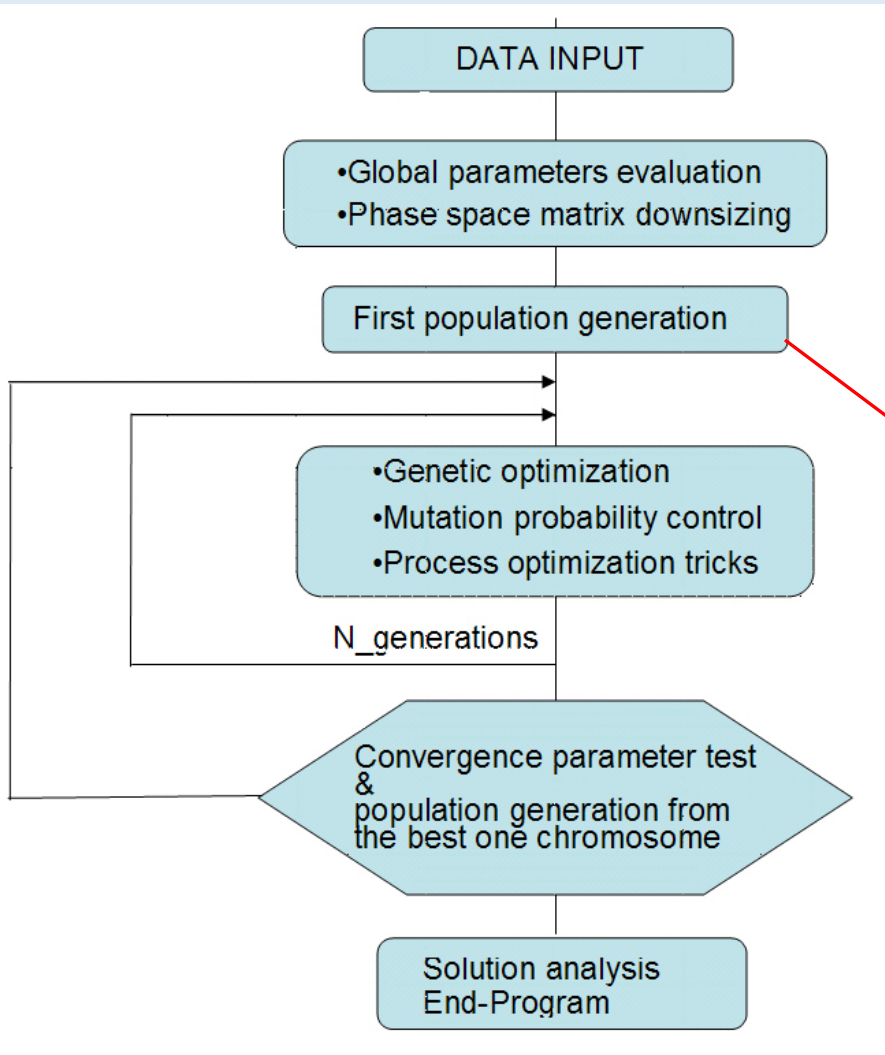 DATA INPUT
•Global parameters evaluation
•Phase space matrix downsizing
First population generation
•Genetic optimization
•Mutation probability control
•Process optimization tricks
N_generations
Convergence parameter test
&
population generation from
the best one chromosome
Solution analysis
End-Program